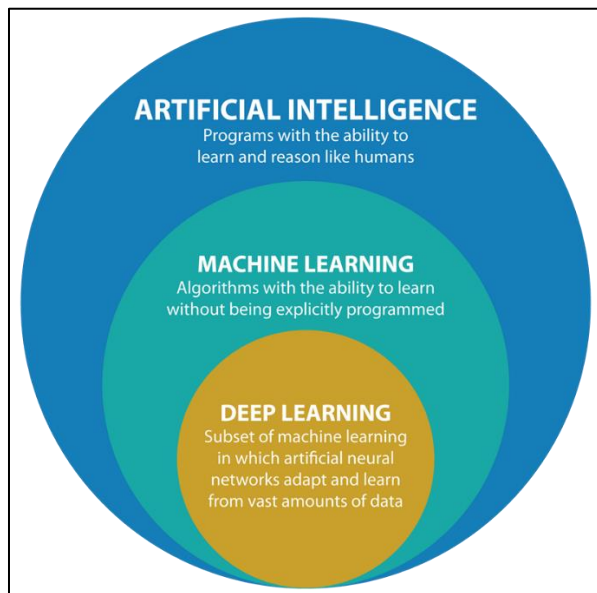 ARTIFICIAL INTELLIGENCE
Programs with the ability to
learn and reason like humans
MACHINE LEARNING
Algorithms with the ability to learn
without being explicitly programmed
DEEP LEARNING
Subset of machine learning
in which artificial neural
networks adapt and learn
from vast amounts of data